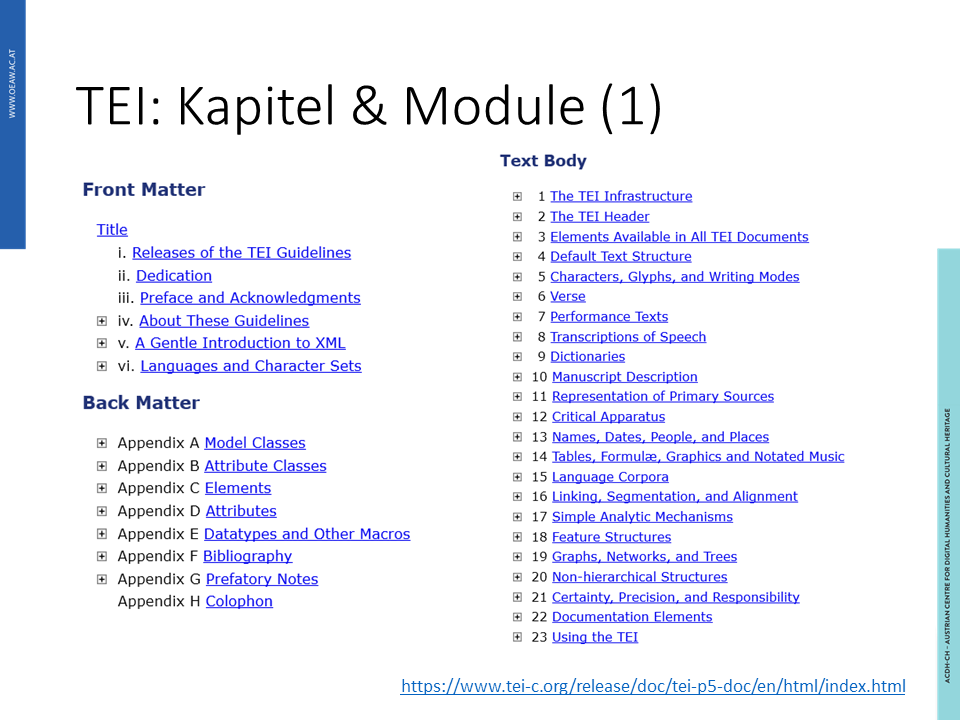 WWW.OEAW.AC.AT
TEI: Kapitel & Module (1)
Front Matter
Title
i. Releases of the TEI Guidelines
ii. Dedication
iii. Preface and Acknowledgments
iv. About These Guidelines
v. A Gentle Introduction to XML
vi. Languages and Character Sets
Back Matter
Appendix A Model Classes
Appendix B Attribute Classes
Appendix C Elements
Appendix D Attributes
Appendix E Datatypes and Other Macros
Appendix F Bibliography
Appendix G Prefatory Notes
Appendix H Colophon
Text Body
1 The TEI Infrastructure
2 The TEI Header
3 Elements Available in All TEI Documents
4 Default Text Structure
5 Characters, Glyphs, and Writing Modes
6 Verse
7 Performance Texts
8 Transcriptions of Speech
9 Dictionaries
10 Manuscript Description
11 Representation of Primary Sources
12 Critical Apparatus
13 Names, Dates, People, and Places
14 Tables, Formulæ, Graphics and Notated Music
15 Language Corpora
16 Linking, Segmentation, and Alignment
17 Simple Analytic Mechanisms
18 Feature Structures
19 Graphs, Networks, and Trees
20 Non-hierarchical Structures
21 Certainty, Precision, and Responsibility
22 Documentation Elements
23 Using the TEI
https://www.tei-c.org/release/doc/tei-p5-doc/en/html/index.html
ACDH-CH – AUSTRIAN CENTRE FOR DIGITAL HUMANITIES AND CULTURAL HERITAGE